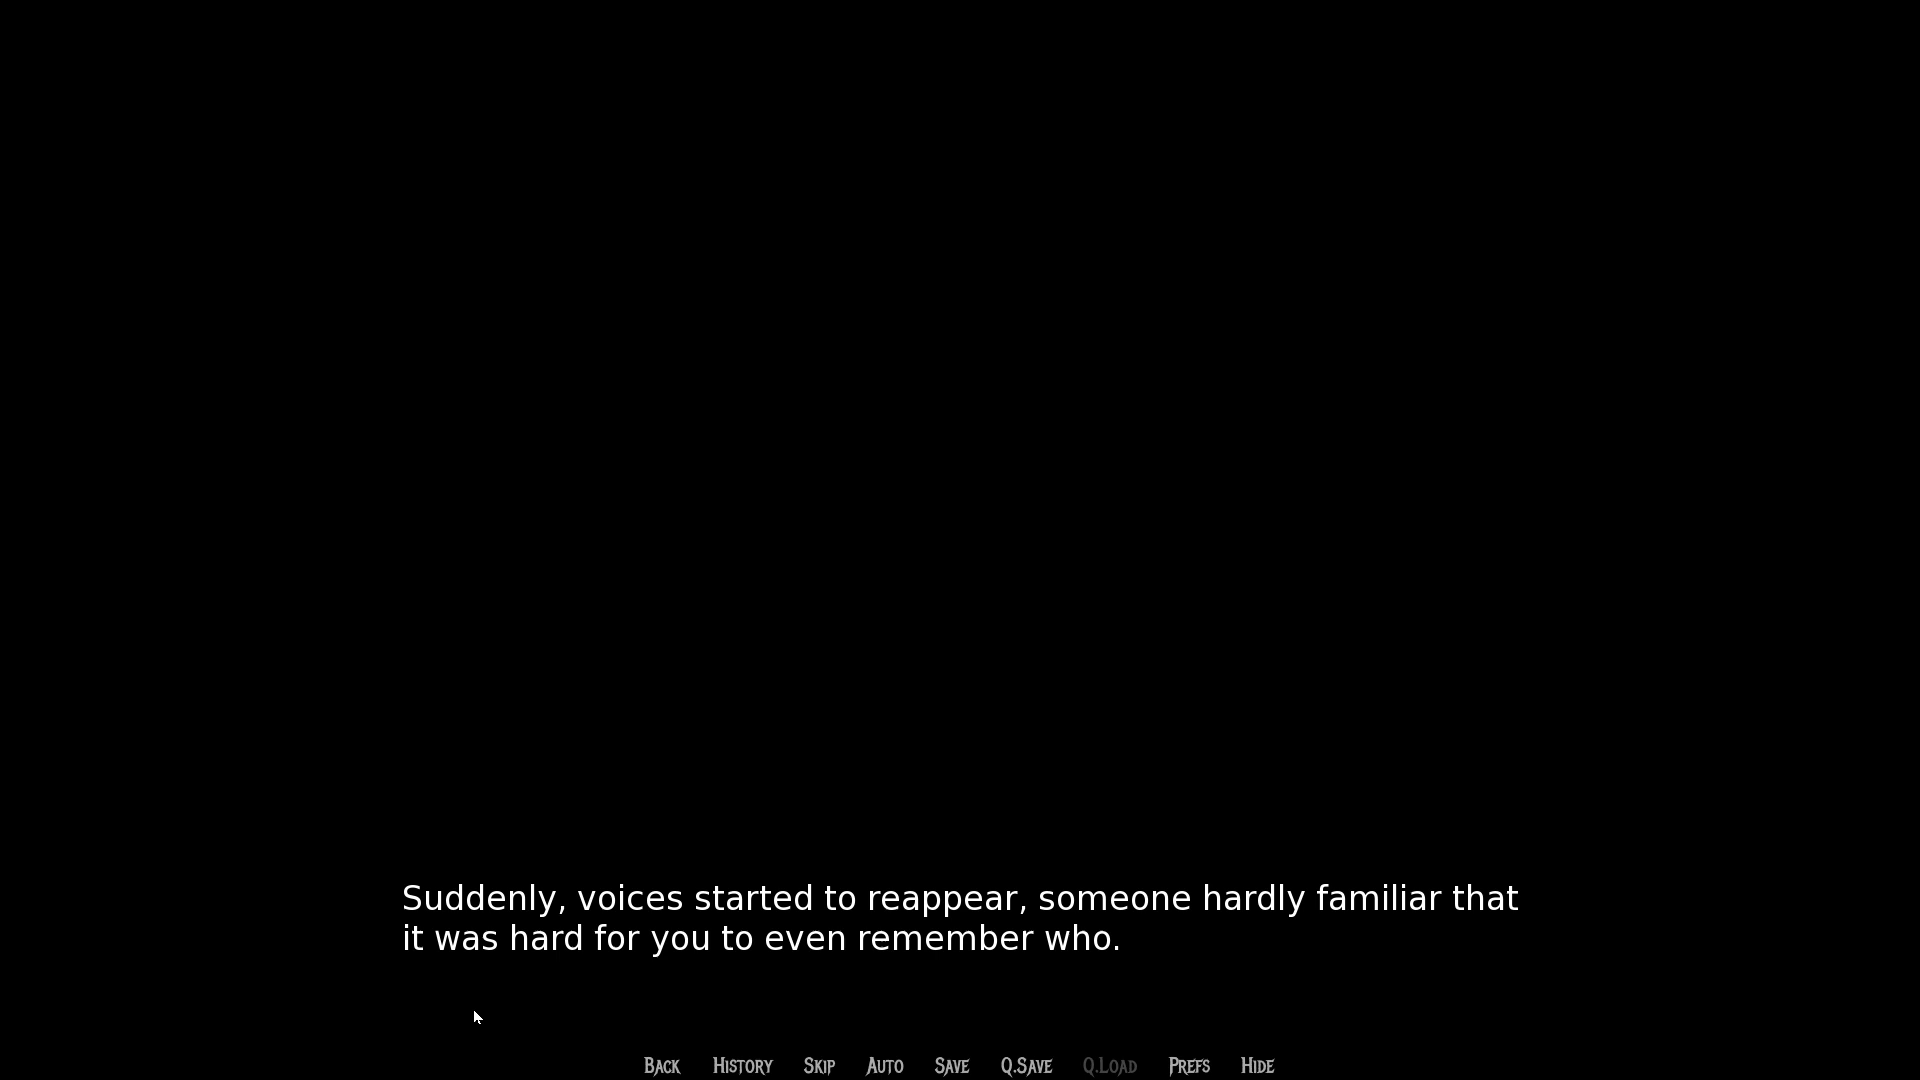 Suddenly, voices started to reappear, someone hardly familiar that
it was hard for you to even remember who.
Back History Skip Auto Save Q.Save Q.Load Prefs Hide